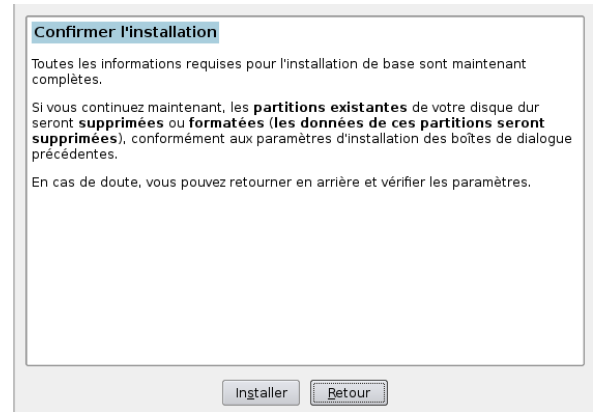 Confirmer l'installation
Toutes les informations requises pour l'installation de base sont maintenant
complètes.
Si vous continuez maintenant, les partitions existantes de votre disque dur
seront supprimées ou formatées (les données de ces partitions seront
supprimées), conformément aux paramètres d'installation des boîtes de dialogue
précédentes.
En cas de doute, vous pouvez retourner en arrière et vérifier les paramètres.
Installer
Retour